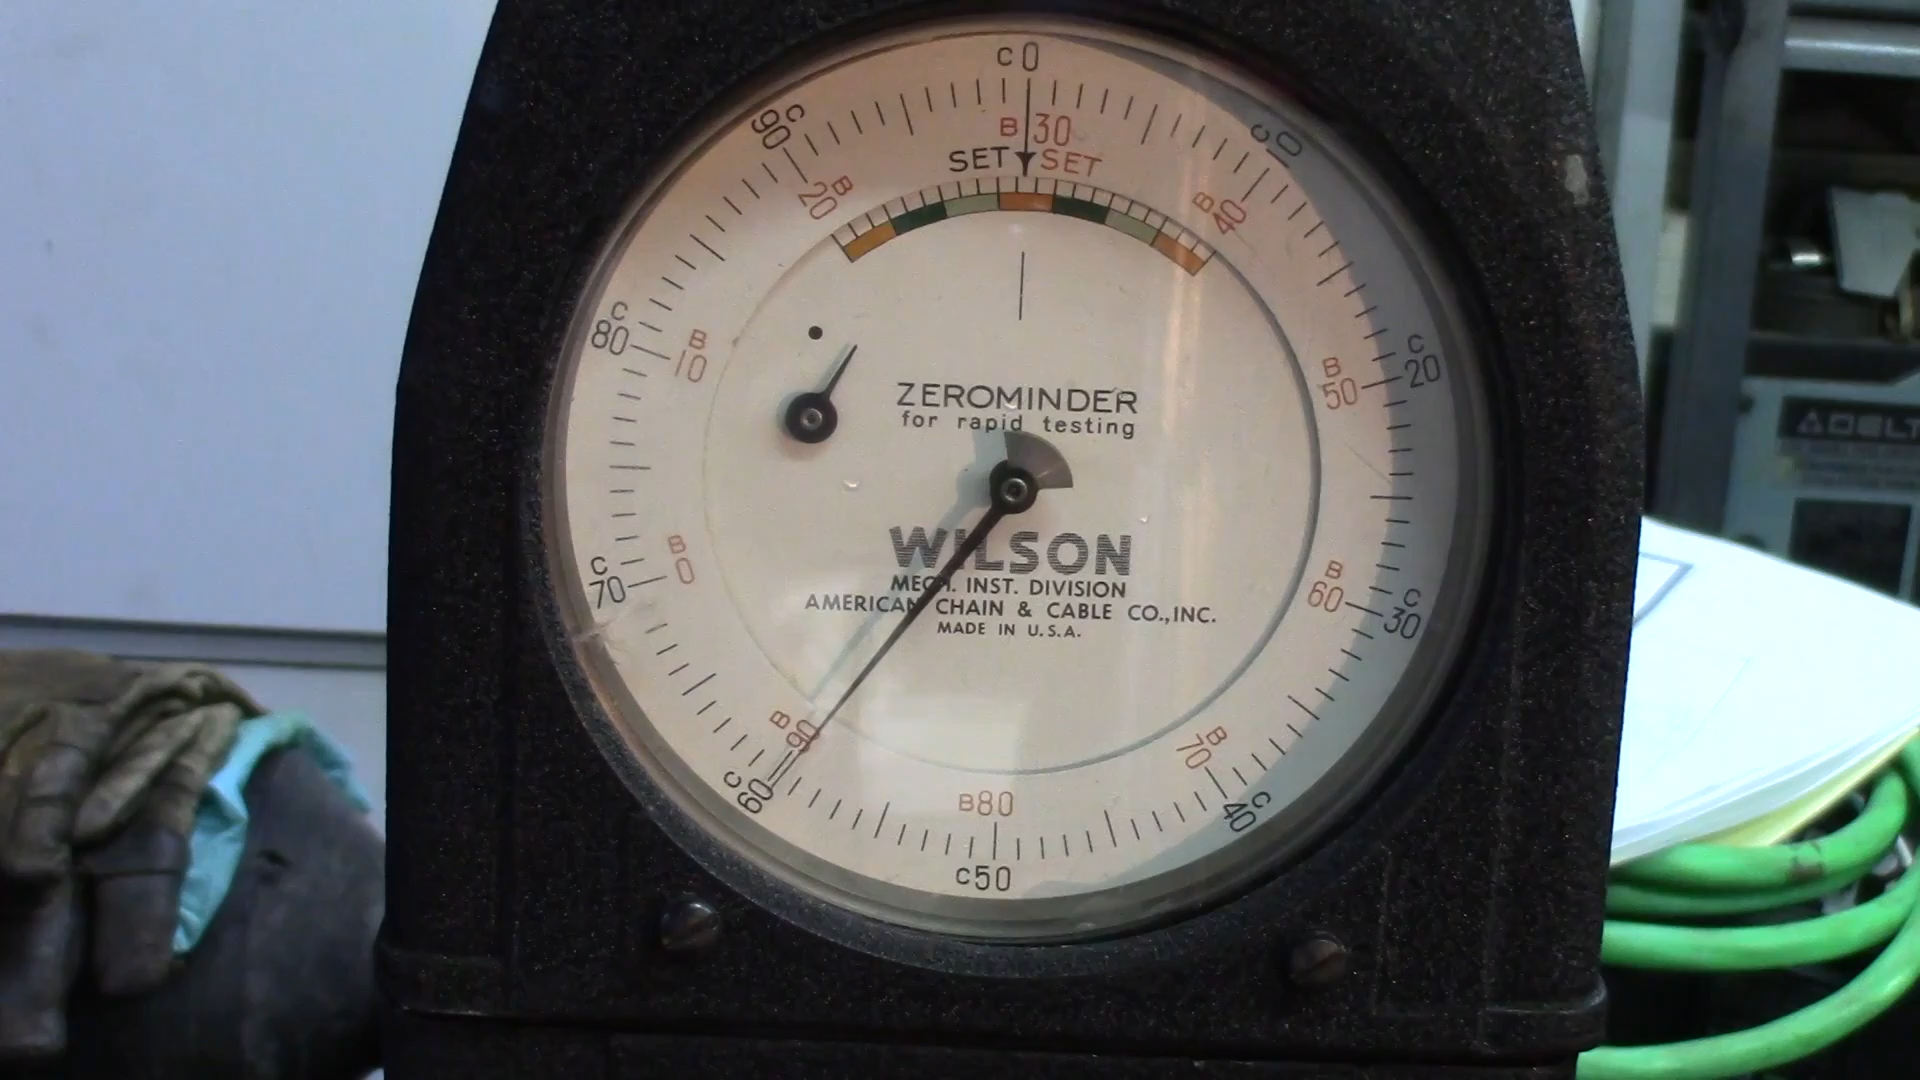 C 0
B 30
SET SET
C 90
B 20
C 10
B 40
C 80
B 10
C 20
B 50
ZEROMINDER
for rapid testing
WILSON
MECH. INST. DIVISION
AMERICAN CHAIN & CABLE CO., INC.
MADE IN U.S.A.
C 70
B 0
B 60
C 30
B 90
C 60
B 70
C 40
B 80
C 50